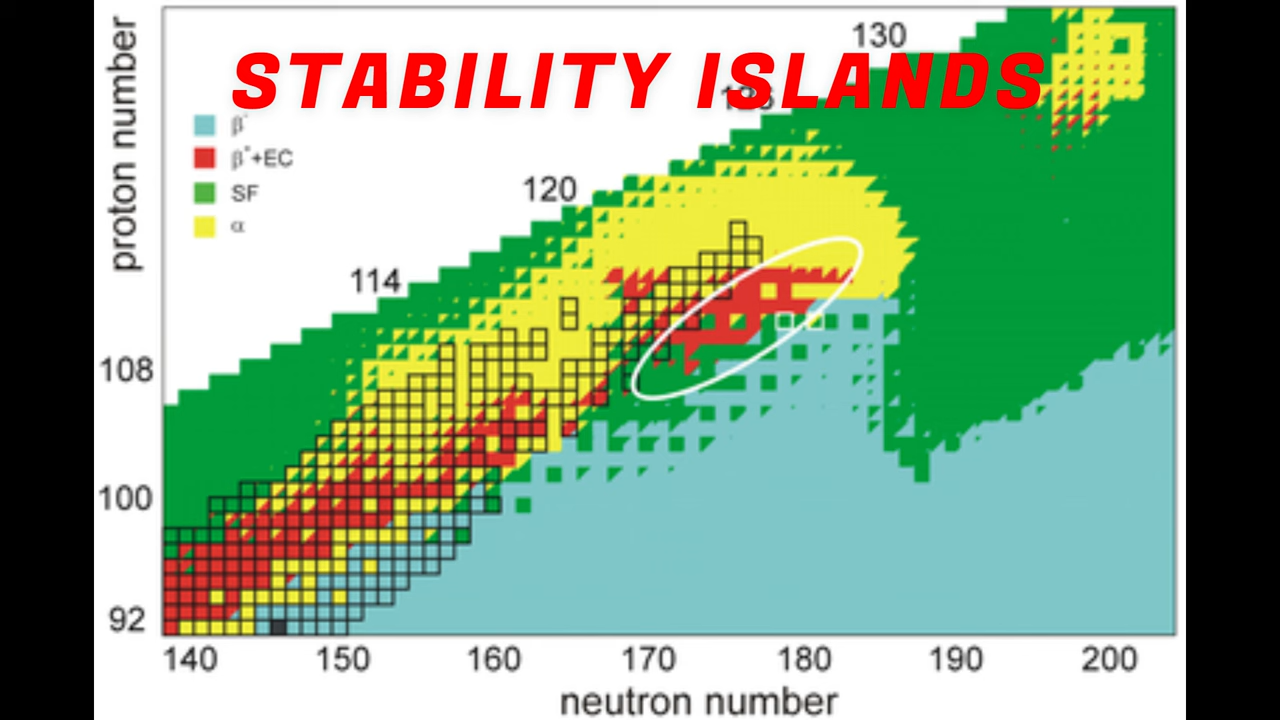 proton number
130
STABILITY ISLANDS
β⁻
β⁺+EC
SF
α
120
114
108
100
92
140 150 160 170 180 190 200
neutron number